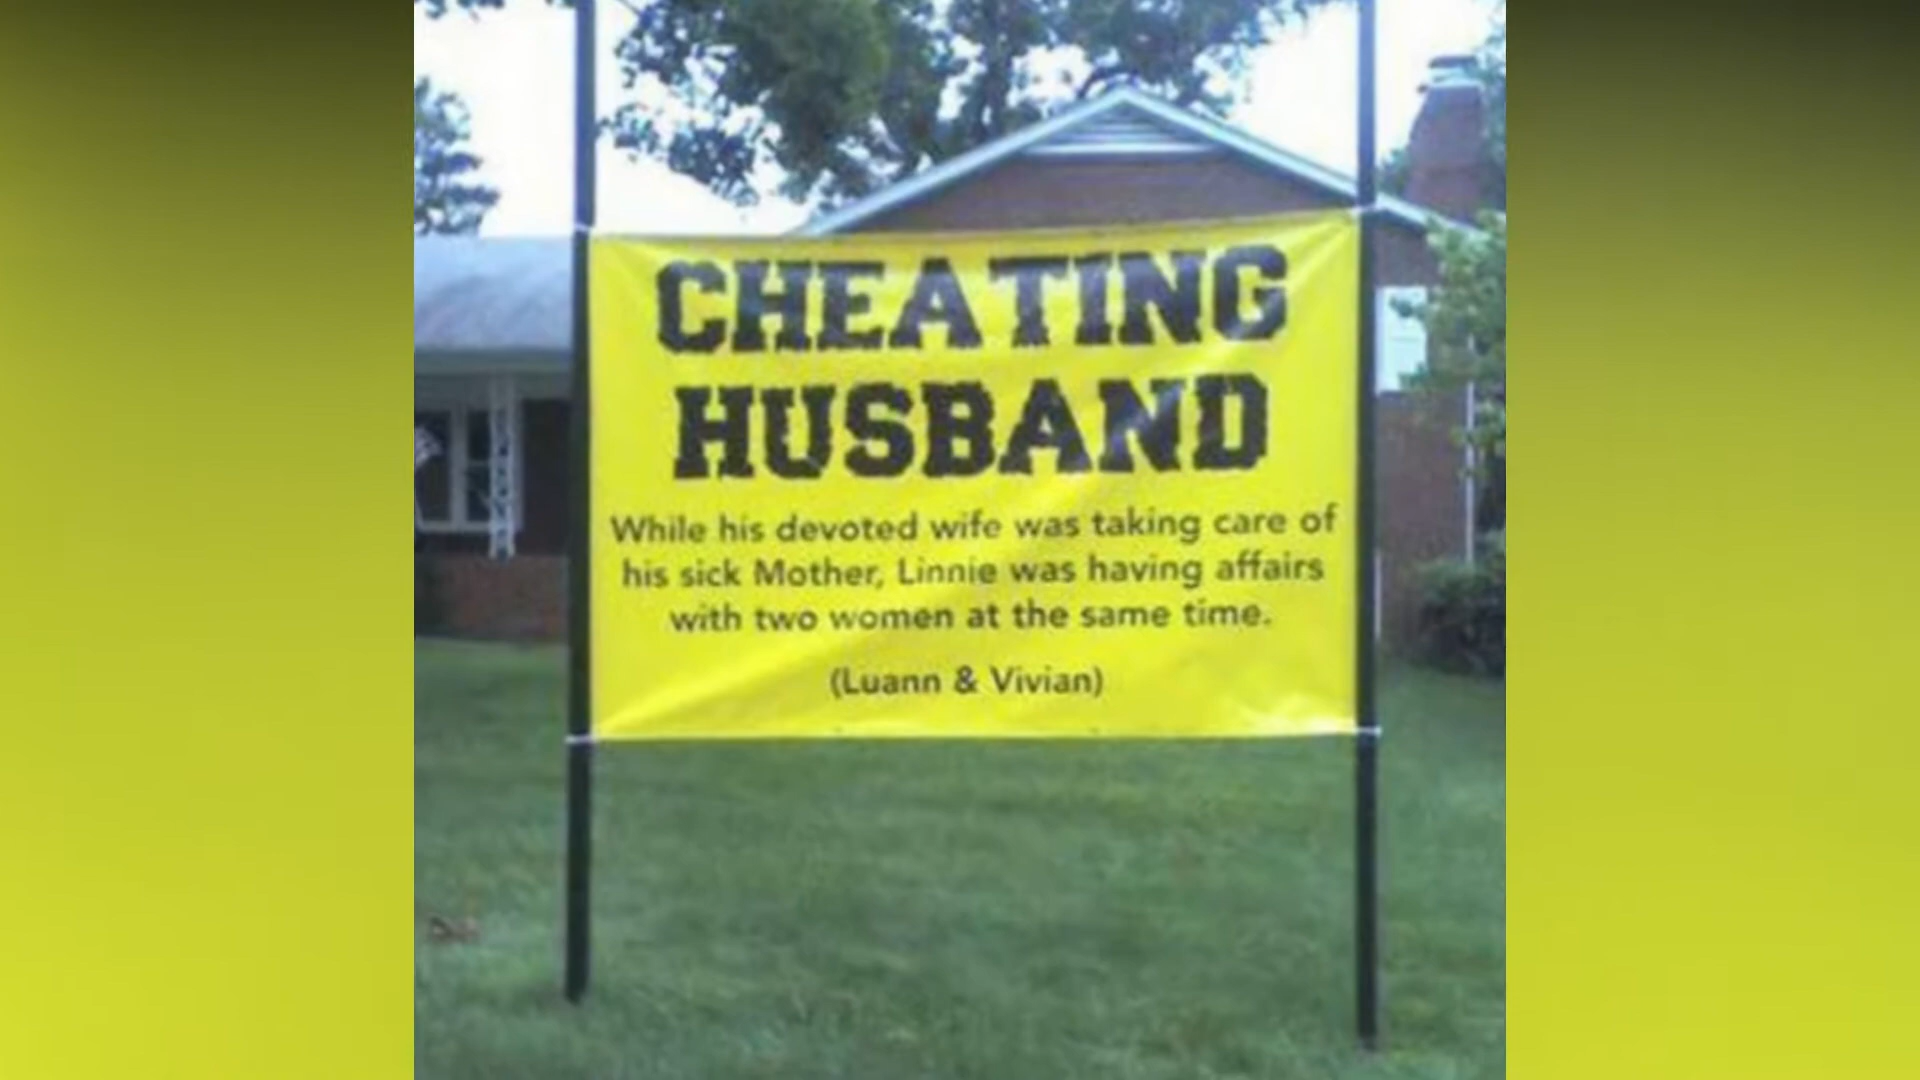 CHEATING
HUSBAND
While his devoted wife was taking care of
his sick Mother, Linnie was having affairs
with two women at the same time.
(Luann & Vivian)